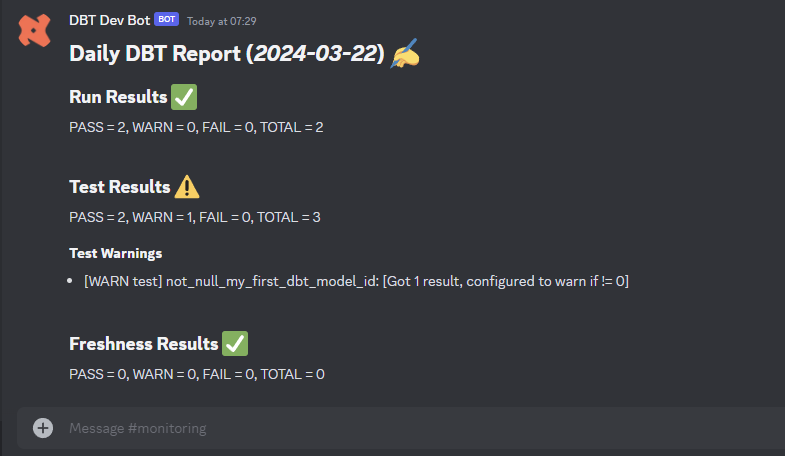 DBT Dev Bot BOT Today at 07:29
Daily DBT Report (2024-03-22) ✍️
Run Results ✅
PASS = 2, WARN = 0, FAIL = 0, TOTAL = 2
Test Results ⚠️
PASS = 2, WARN = 1, FAIL = 0, TOTAL = 3
Test Warnings
• [WARN test] not_null_my_first_dbt_model_id: [Got 1 result, configured to warn if != 0]
Freshness Results ✅
PASS = 0, WARN = 0, FAIL = 0, TOTAL = 0
Message #monitoring